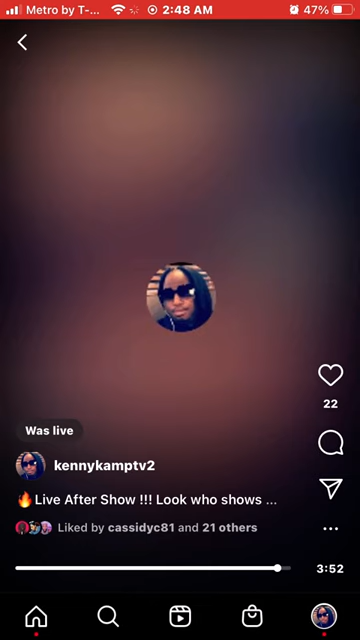 Metro by T-... 2:48 AM 47%
22
Was live
kennykamptv2
🔥Live After Show !!! Look who shows ...
Liked by cassidyc81 and 21 others
3:52